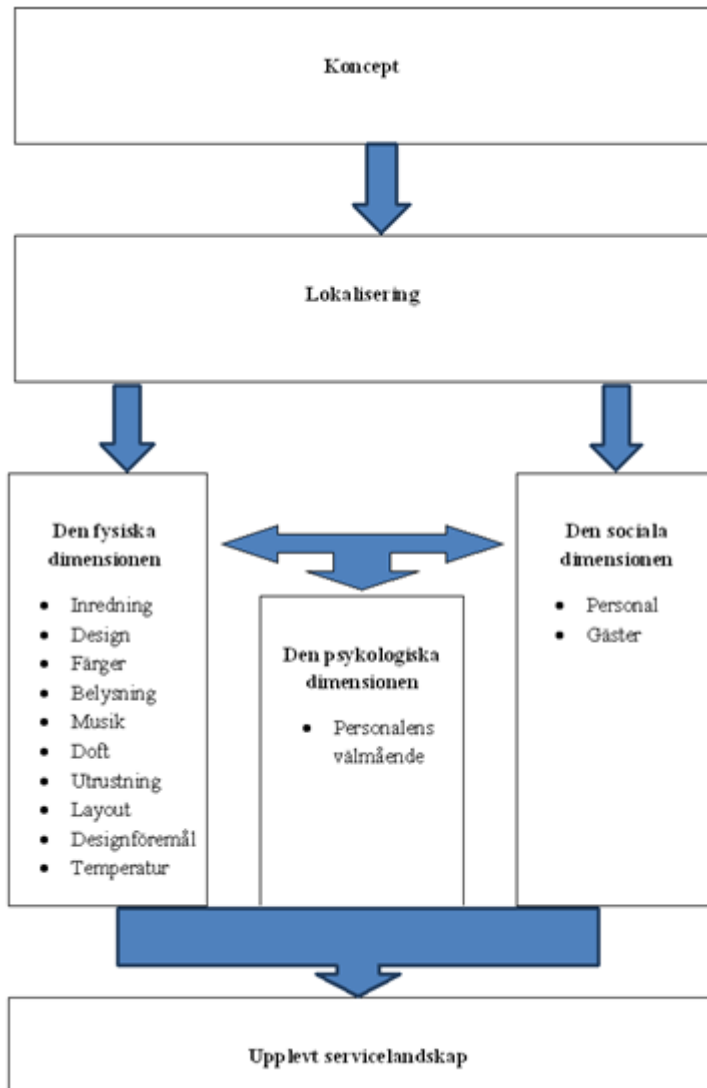 Koncept
Lokalisering
Den fysiska
dimensionen
• Inredning
• Design
• Färger
• Belysning
• Musik
• Doft
• Utrustning
• Layout
• Designföremål
• Temperatur
Den psykologiska
dimensionen
• Personalens
välmående
Den sociala
dimensionen
• Personal
• Gäster
Upplevt servicelandskap